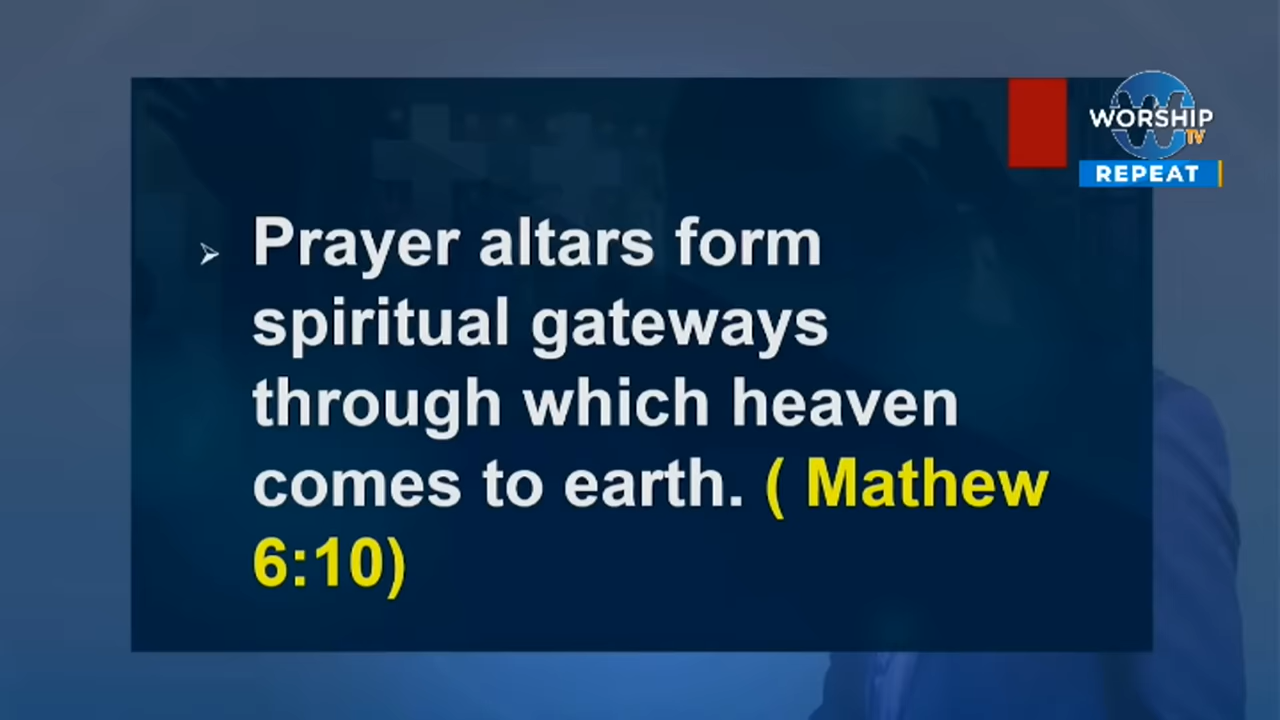 WORSHIP
TV
REPEAT
➢ Prayer altars form
spiritual gateways
through which heaven
comes to earth. ( Mathew
6:10)